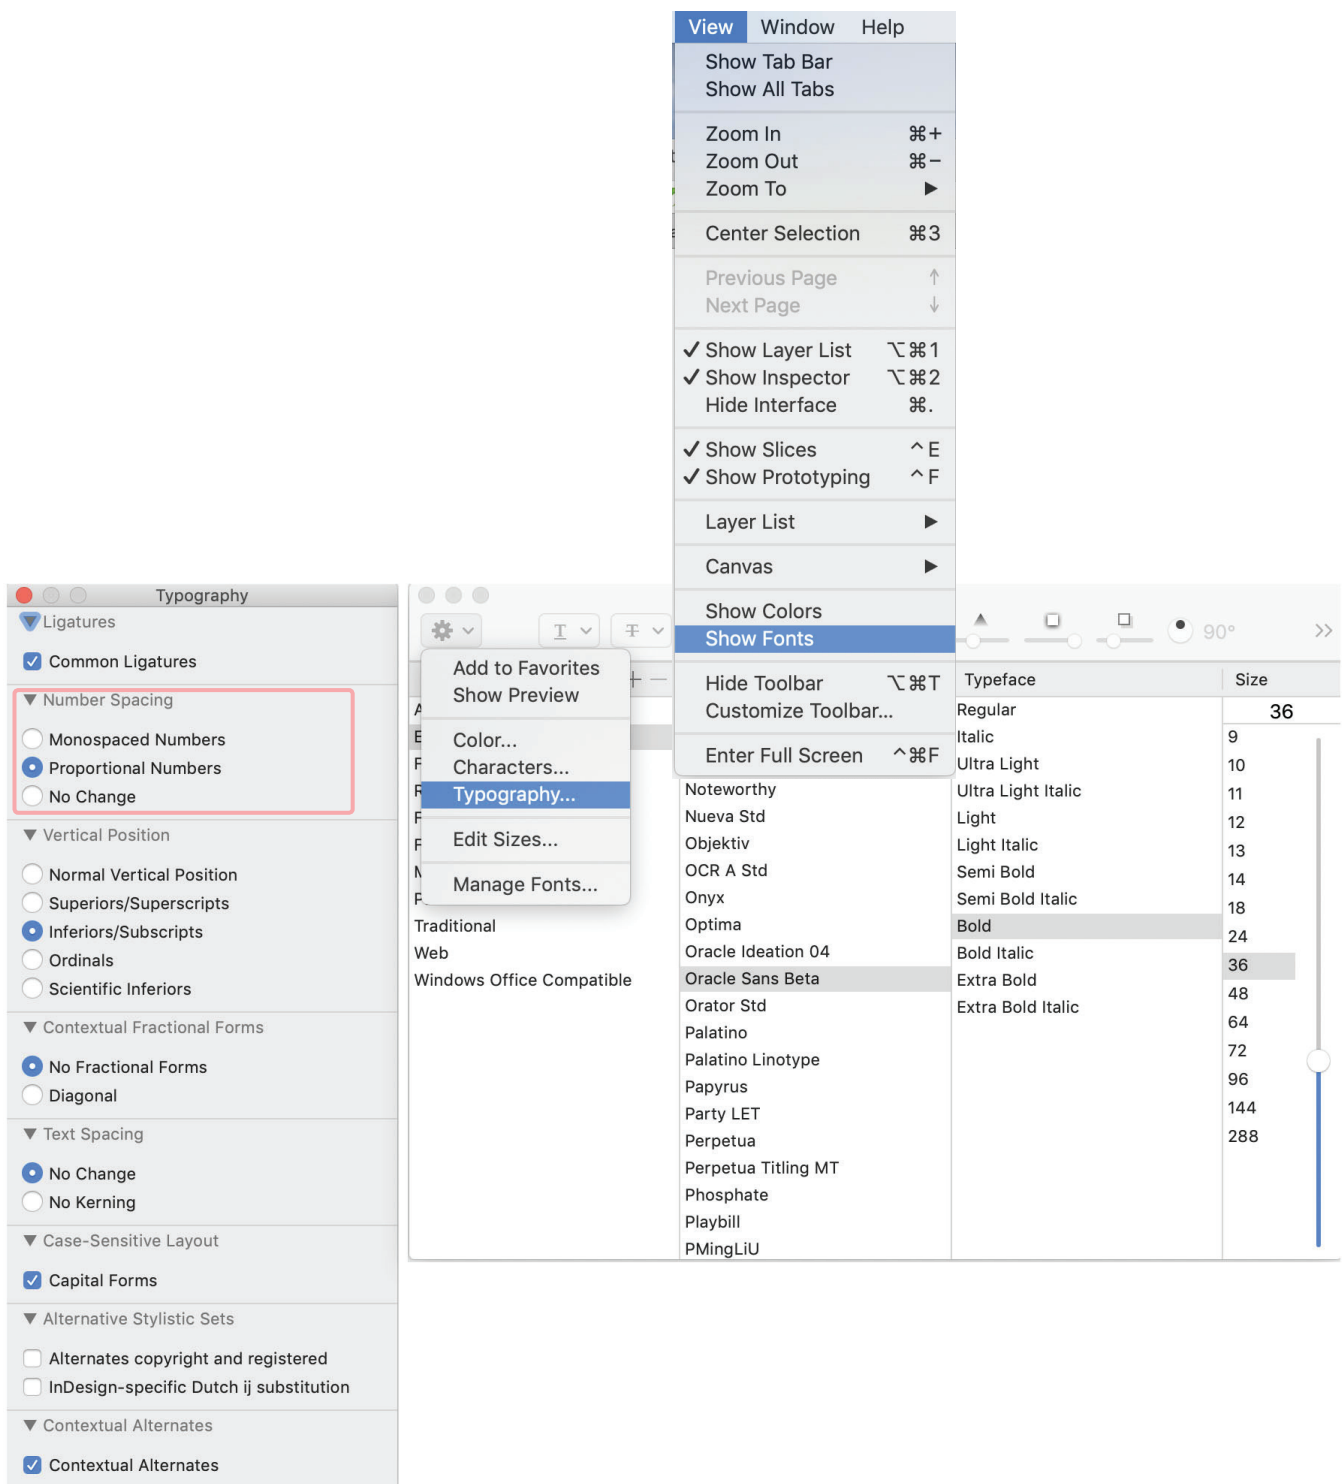 View Window Help
Show Tab Bar
Show All Tabs
Zoom In ⌘+
Zoom Out ⌘−
Zoom To ▶
Center Selection ⌘3
Previous Page ↑
Next Page ↓
✓ Show Layer List ⌥⌘1
✓ Show Inspector ⌥⌘2
Hide Interface ⌘.
✓ Show Slices ^E
✓ Show Prototyping ^F
Layer List ▶
Canvas ▶
Show Colors
Show Fonts
Hide Toolbar ⌥⌘T
Customize Toolbar...
Enter Full Screen ^⌘F
Typography
Ligatures
Common Ligatures
Number Spacing
Monospaced Numbers
Proportional Numbers
No Change
Vertical Position
Normal Vertical Position
Superiors/Superscripts
Inferiors/Subscripts
Ordinals
Scientific Inferiors
Contextual Fractional Forms
No Fractional Forms
Diagonal
Text Spacing
No Change
No Kerning
Case-Sensitive Layout
Capital Forms
Alternative Stylistic Sets
Alternates copyright and registered
InDesign-specific Dutch ij substitution
Contextual Alternates
Contextual Alternates
T T
90°
Add to Favorites
Show Preview
Color...
Characters...
Typography...
Edit Sizes...
Manage Fonts...
Traditional
Web
Windows Office Compatible
Noteworthy
Nueva Std
Objektiv
OCR A Std
Onyx
Optima
Oracle Ideation 04
Oracle Sans Beta
Orator Std
Palatino
Palatino Linotype
Papyrus
Party LET
Perpetua
Perpetua Titling MT
Phosphate
Playbill
PMingLiU
Typeface
Regular
Italic
Ultra Light
Ultra Light Italic
Light
Light Italic
Semi Bold
Semi Bold Italic
Bold
Bold Italic
Extra Bold
Extra Bold Italic
Size
36
9
10
11
12
13
14
18
24
36
48
64
72
96
144
288